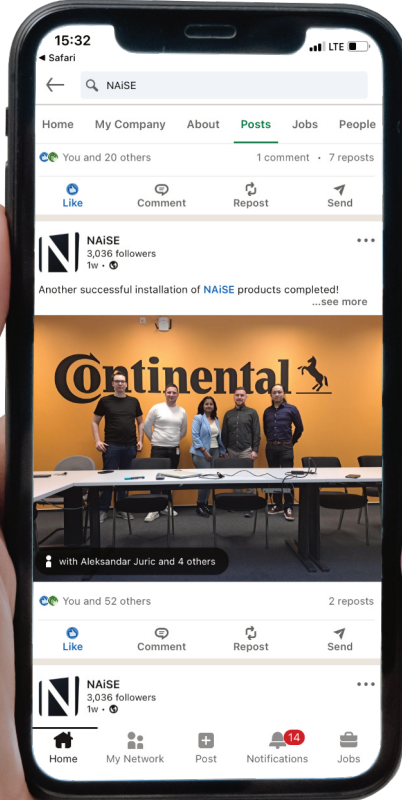 15:32
LTE
Safari
NAiSE
Home My Company About Posts Jobs People
You and 20 others 1 comment • 7 reposts
Like Comment Repost Send
N NAiSE
3,036 followers
1w •
Another successful installation of NAiSE products completed!
...see more
Continental
with Aleksandar Juric and 4 others
You and 52 others 2 reposts
Like Comment Repost Send
N NAiSE
3,036 followers
1w •
14
Home My Network Post Notifications Jobs